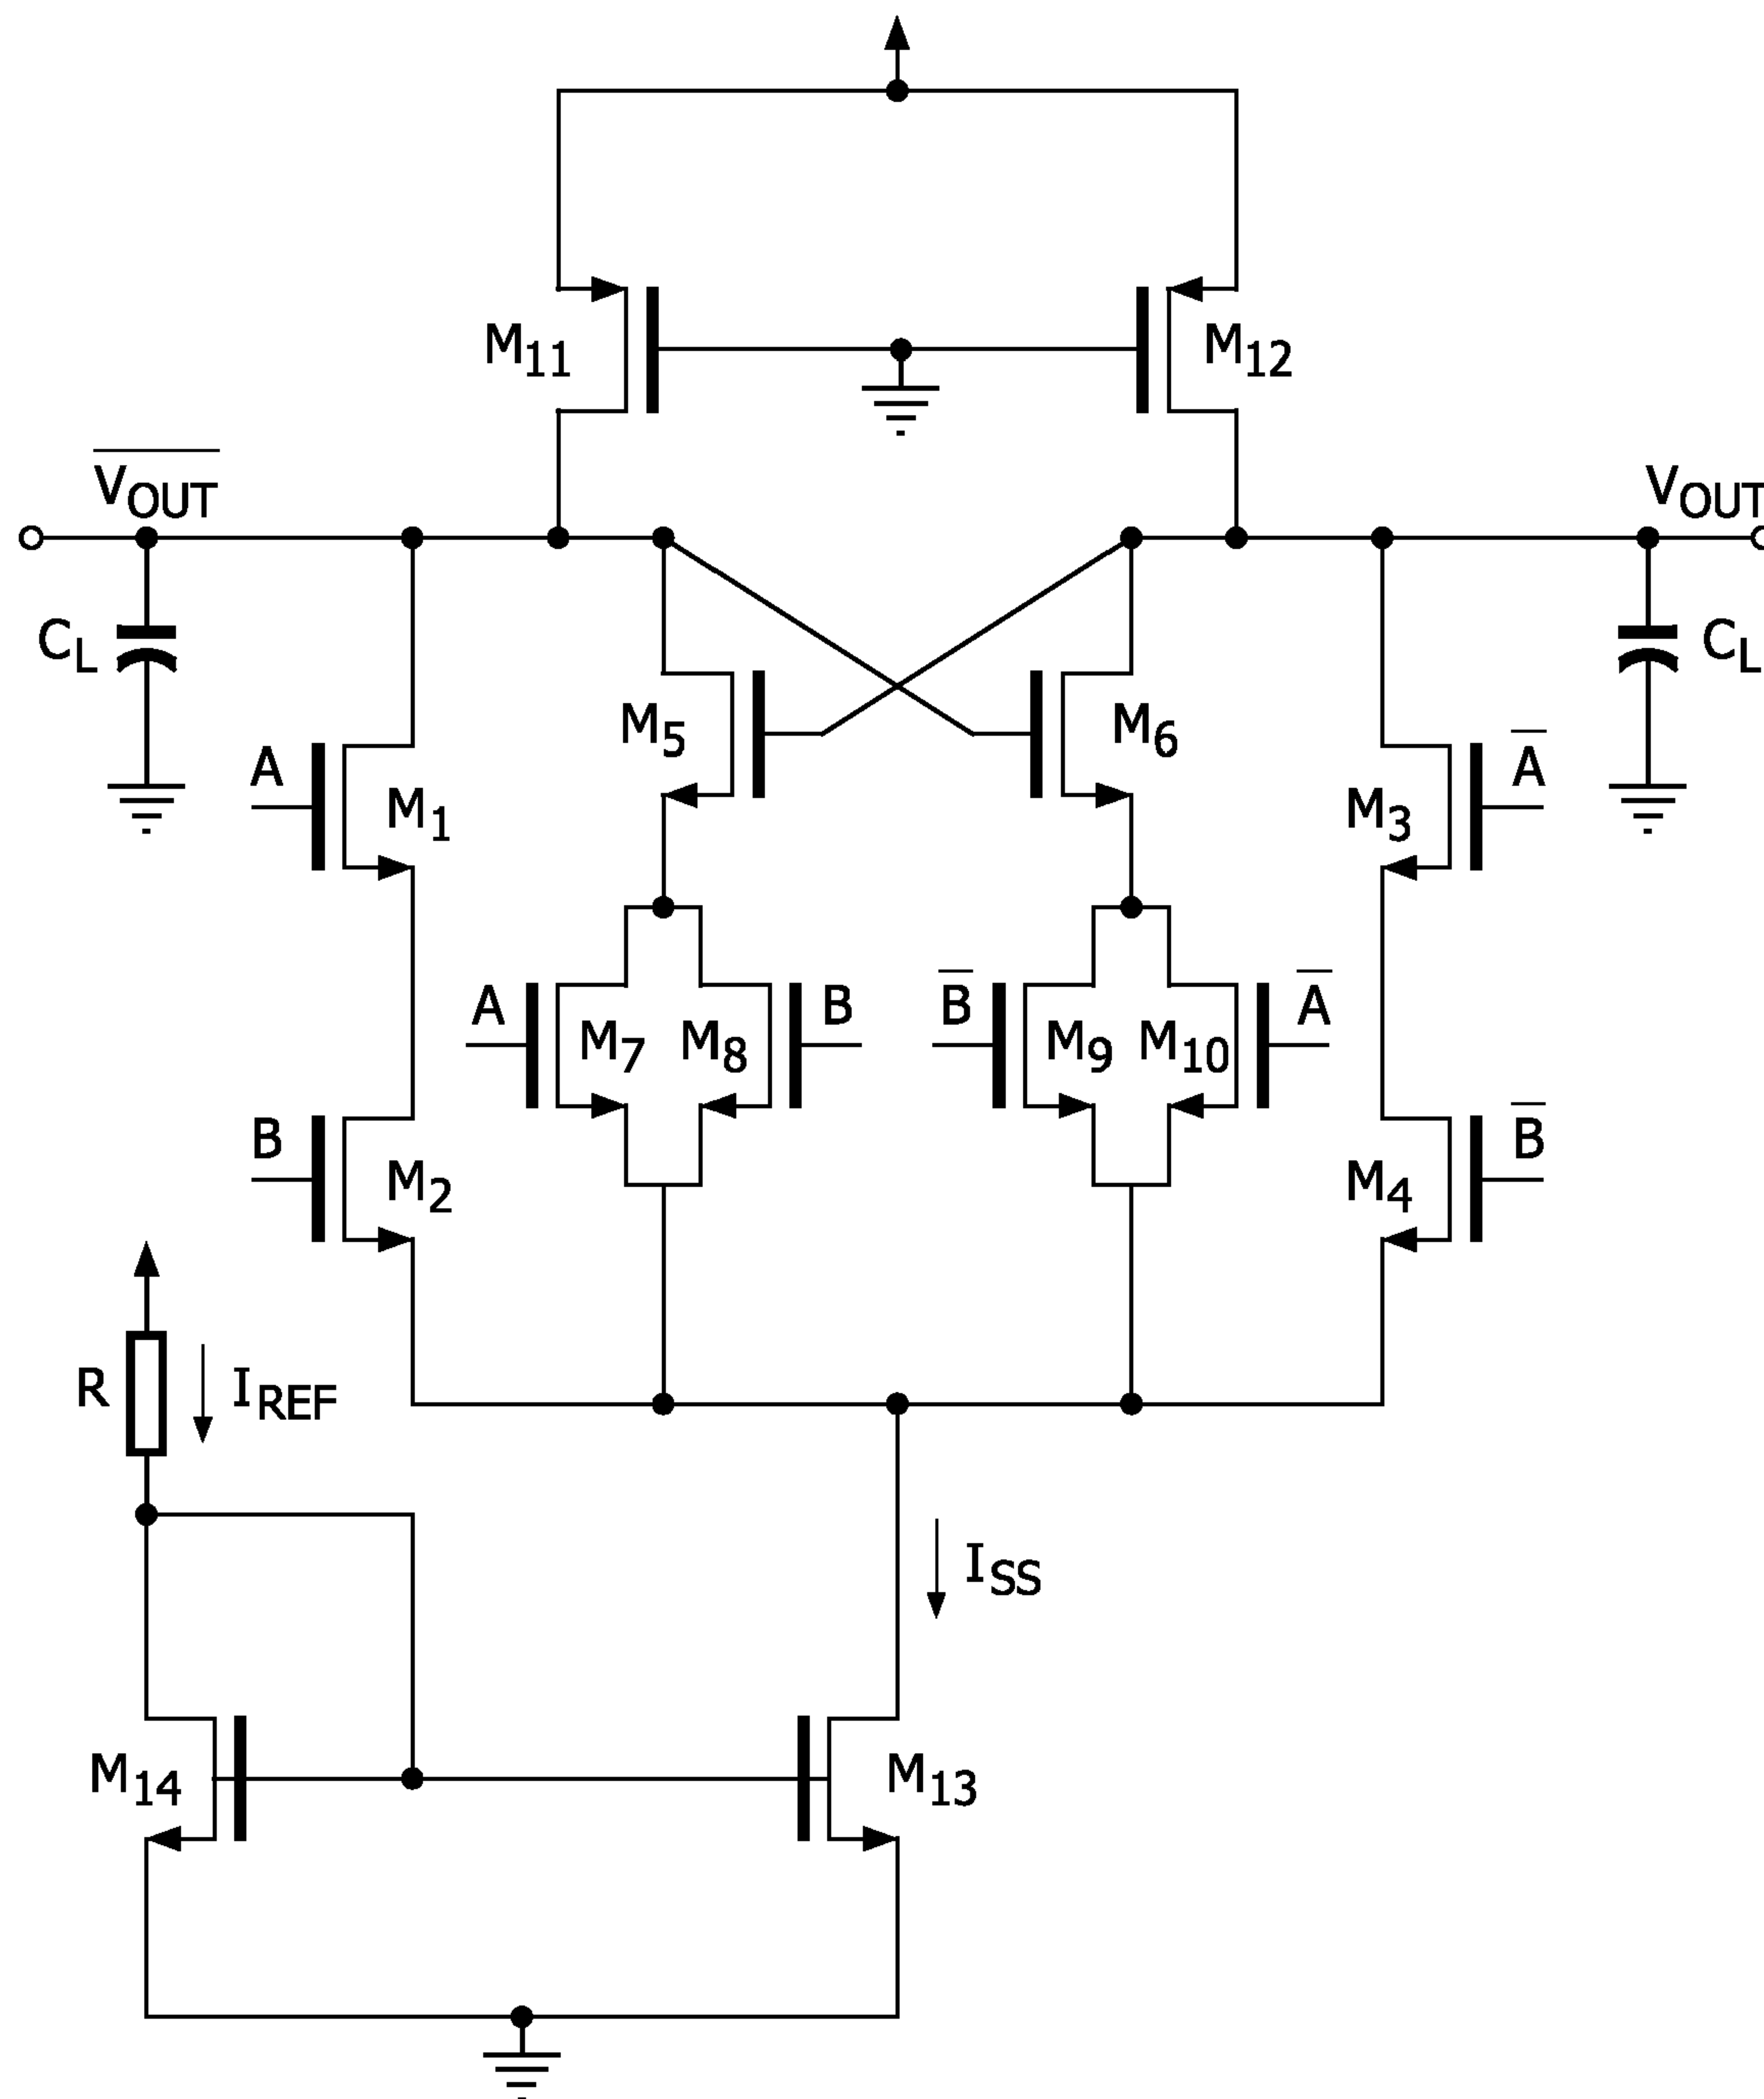 M11
M12
V̅O̅U̅T̅
VOUT
CL
CL
M5
M6
A
M1
A̅
M3
A
M7
M8
B
B̅
M9
M10
A̅
B
M2
B̅
M4
R
IREF
ISS
M14
M13